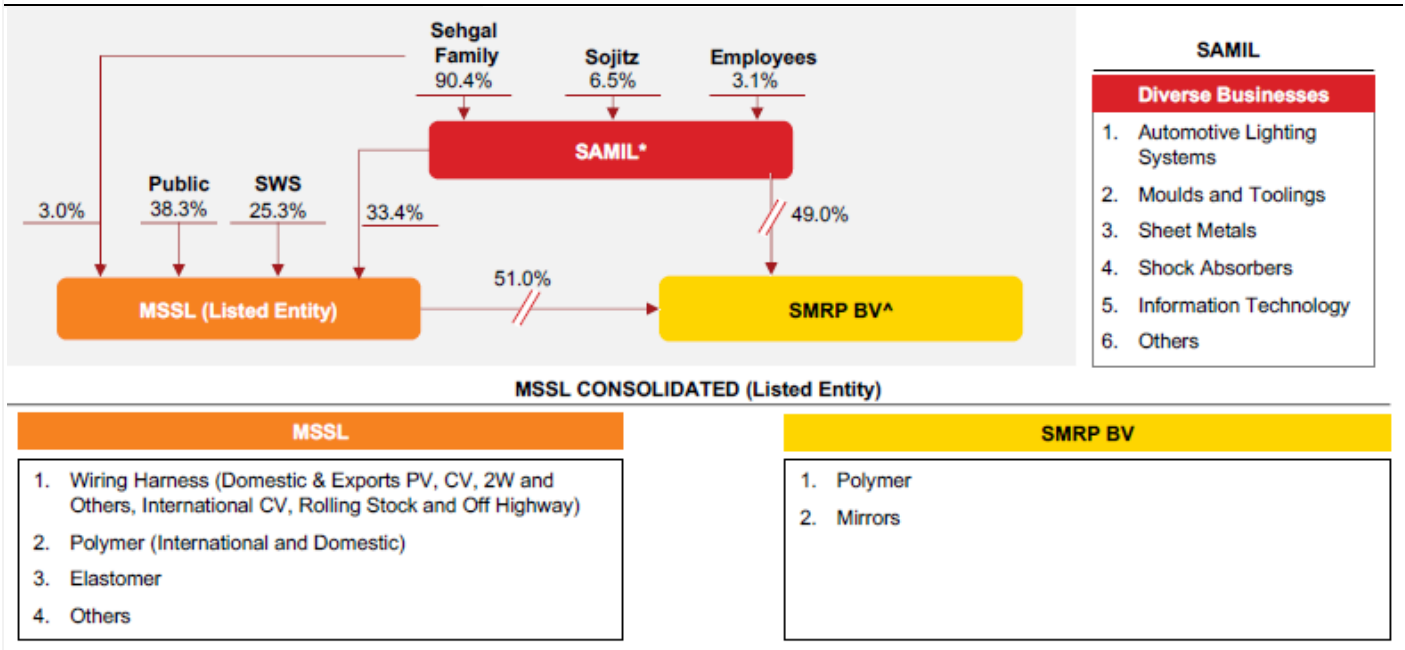 Sehgal
Family
90.4%
Sojitz
6.5%
Employees
3.1%
SAMIL*
3.0%
Public
38.3%
SWS
25.3%
33.4%
49.0%
MSSL (Listed Entity)
51.0%
SMRP BV^
SAMIL
Diverse Businesses
1. Automotive Lighting
Systems
2. Moulds and Toolings
3. Sheet Metals
4. Shock Absorbers
5. Information Technology
6. Others
MSSL CONSOLIDATED (Listed Entity)
MSSL
1. Wiring Harness (Domestic & Exports PV, CV, 2W and
Others, International CV, Rolling Stock and Off Highway)
2. Polymer (International and Domestic)
3. Elastomer
4. Others
SMRP BV
1. Polymer
2. Mirrors